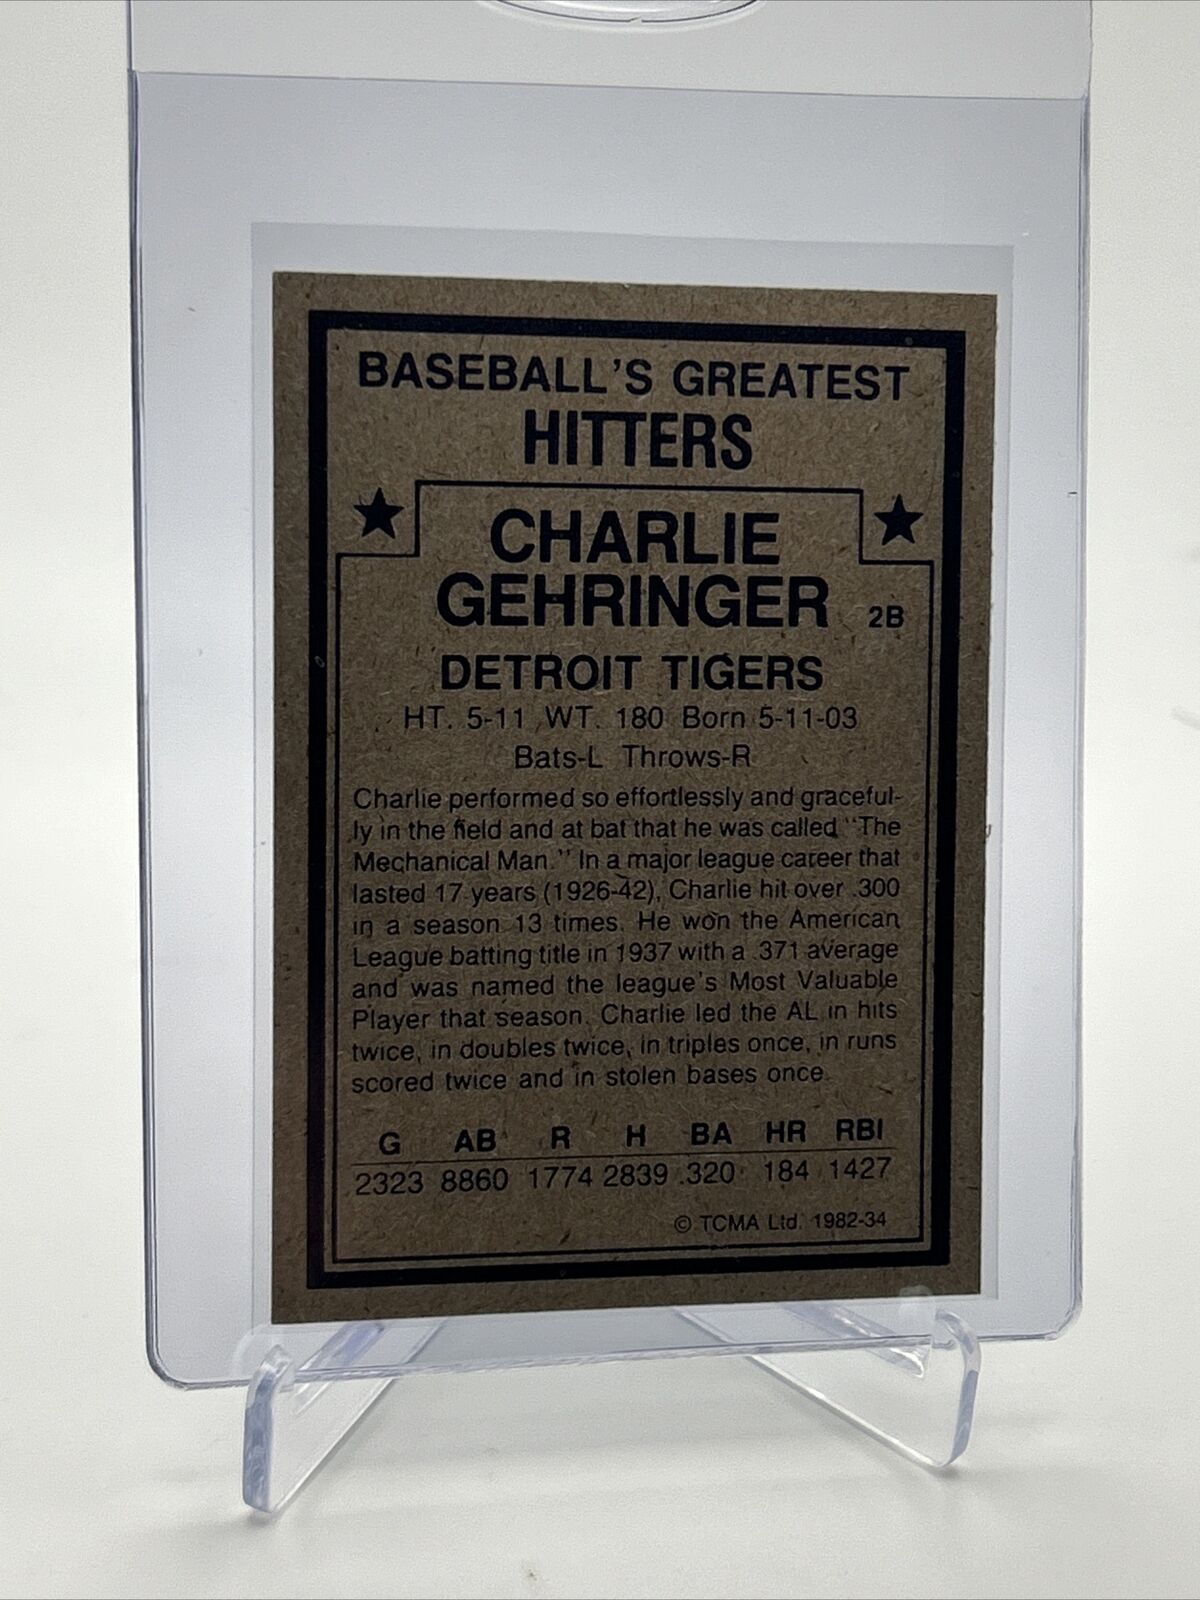 BASEBALL'S GREATEST
HITTERS
CHARLIE
GEHRINGER 2B
DETROIT TIGERS
HT. 5-11 WT. 180 Born 5-11-03
Bats-L Throws-R
Charlie performed so effortlessly and graceful-
ly in the field and at bat that he was called "The
Mechanical Man." In a major league career that
lasted 17 years (1926-42), Charlie hit over .300
in a season 13 times. He won the American
League batting title in 1937 with a .371 average
and was named the league's Most Valuable
Player that season. Charlie led the AL in hits
twice, in doubles twice, in triples once, in runs
scored twice and in stolen bases once.
G AB R H BA HR RBI
2323 8860 1774 2839 .320 184 1427
© TCMA Ltd. 1982-34